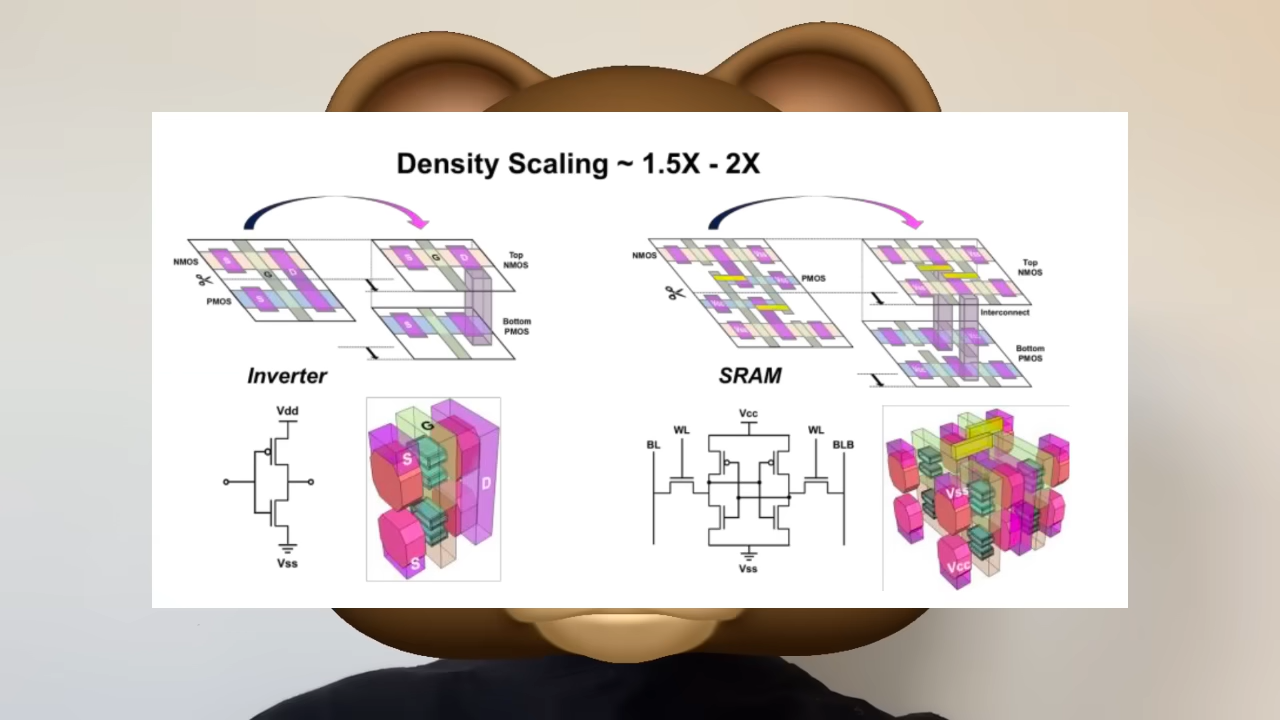 Density Scaling ~ 1.5X - 2X
NMOS
S
G
D
PMOS
S
S
G
D
Top
NMOS
S
Bottom
PMOS
Inverter
Vdd
Vss
G
S
D
S
NMOS
PMOS
Top
NMOS
Interconnect
Bottom
PMOS
SRAM
Vcc
WL
WL
BL
BLB
Vss
Vss
Vcc